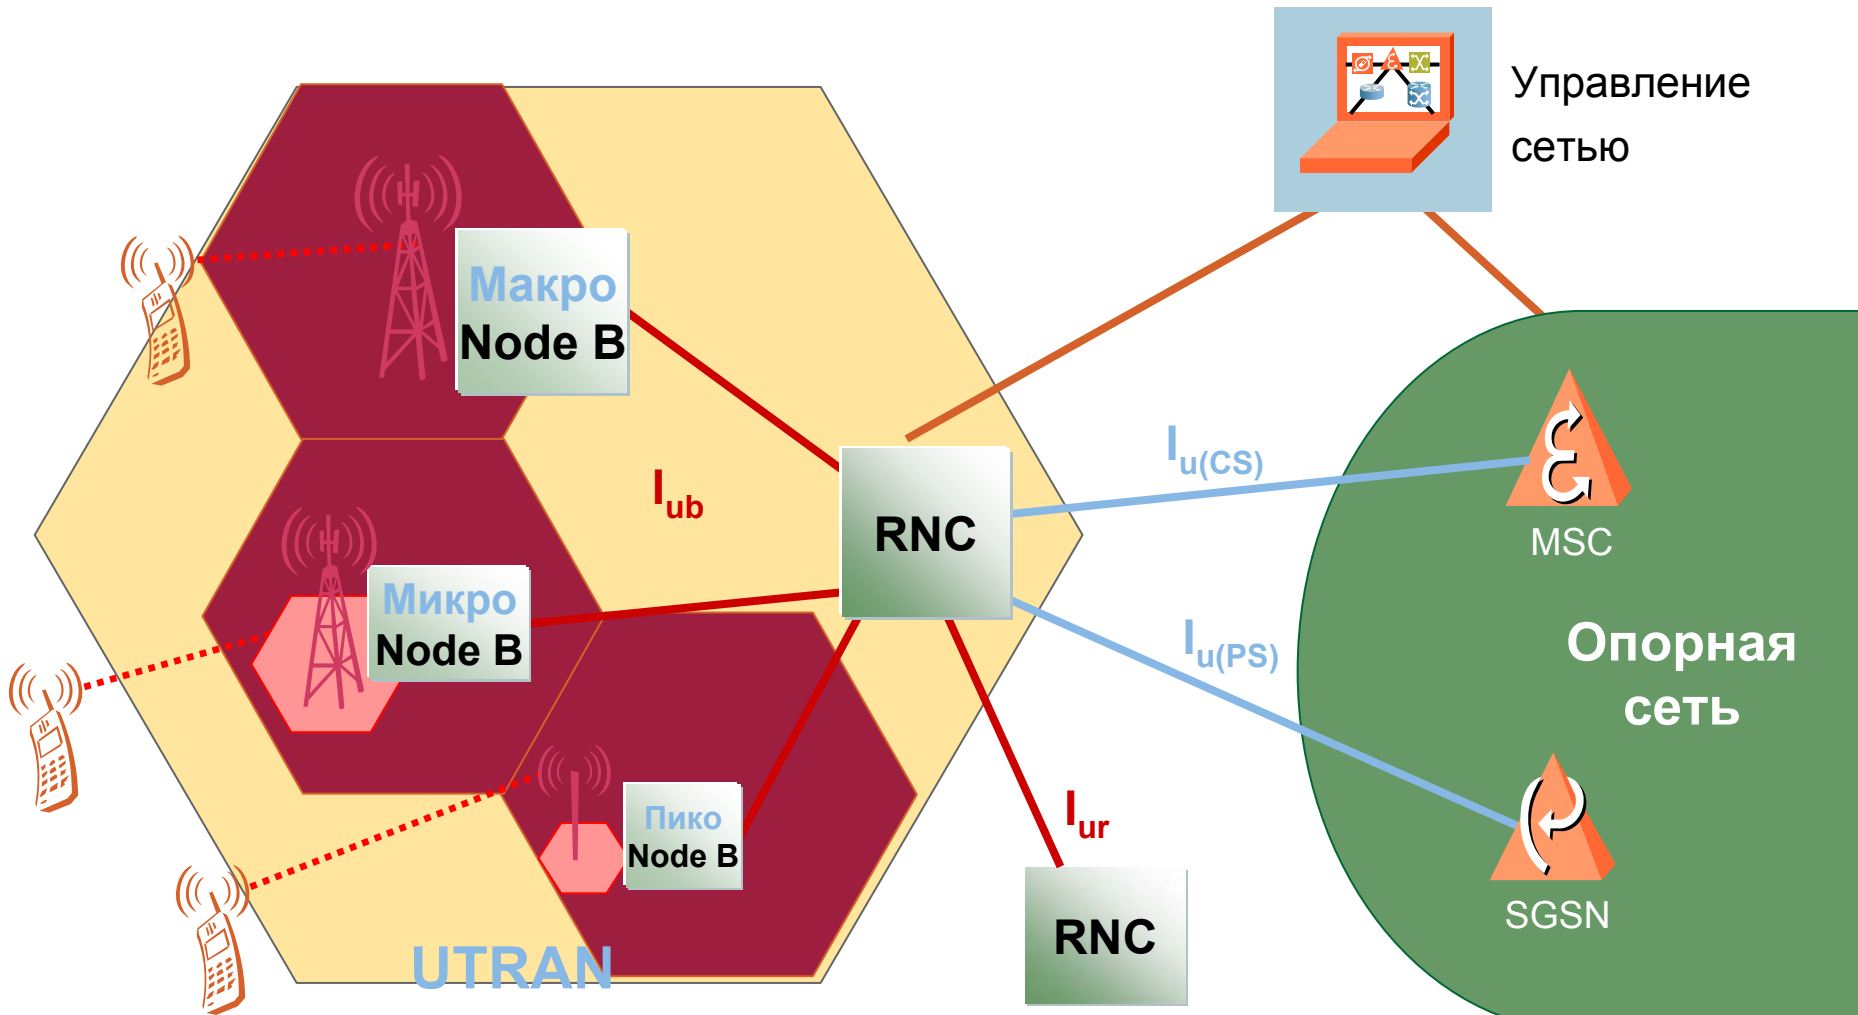 Управление
сетью
Макро
Node B
Iu(CS)
Iub
RNC
MSC
Микро
Node B
Iu(PS)
Опорная
сеть
Пико
Node B
Iur
SGSN
RNC
UTRAN